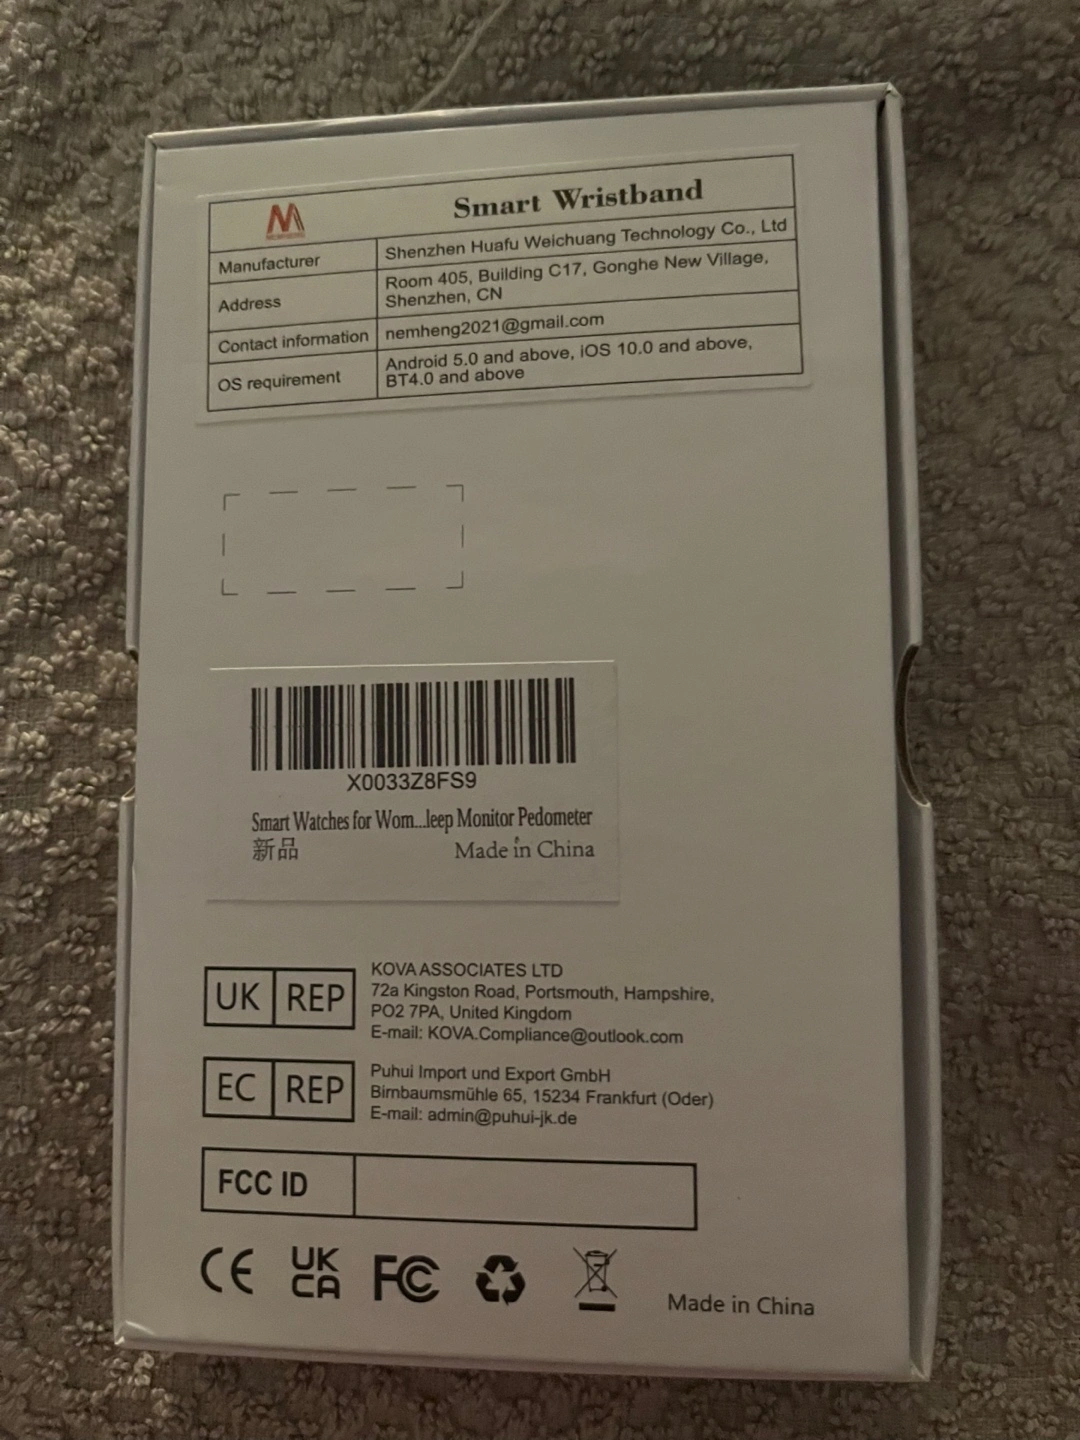 Smart Wristband
Manufacturer
Shenzhen Huafu Weichuang Technology Co., Ltd
Address
Room 405, Building C17, Gonghe New Village,
Shenzhen, CN
Contact information
nemheng2021@gmail.com
OS requirement
Android 5.0 and above, iOS 10.0 and above,
BT4.0 and above
X0033Z8FS9
Smart Watches for Wom...leep Monitor Pedometer
新品
Made in China
UK REP
KOVA ASSOCIATES LTD
72a Kingston Road, Portsmouth, Hampshire,
PO2 7PA, United Kingdom
E-mail: KOVA.Compliance@outlook.com
EC REP
Puhui Import und Export GmbH
Birnbaumsmühle 65, 15234 Frankfurt (Oder)
E-mail: admin@puhui-jk.de
FCC ID
CE
UK
CA
FC
Made in China